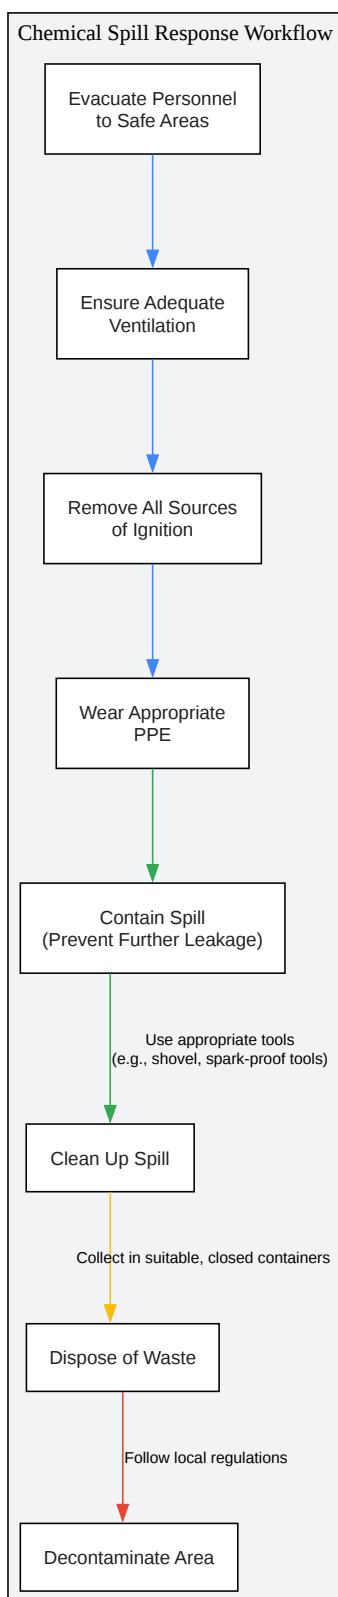 Chemical Spill Response Workflow
Evacuate Personnel
to Safe Areas
Ensure Adequate
Ventilation
Remove All Sources
of Ignition
Wear Appropriate
PPE
Contain Spill
(Prevent Further Leakage)
Use appropriate tools
(e.g., shovel, spark-proof tools)
Clean Up Spill
Collect in suitable, closed containers
Dispose of Waste
Follow local regulations
Decontaminate Area